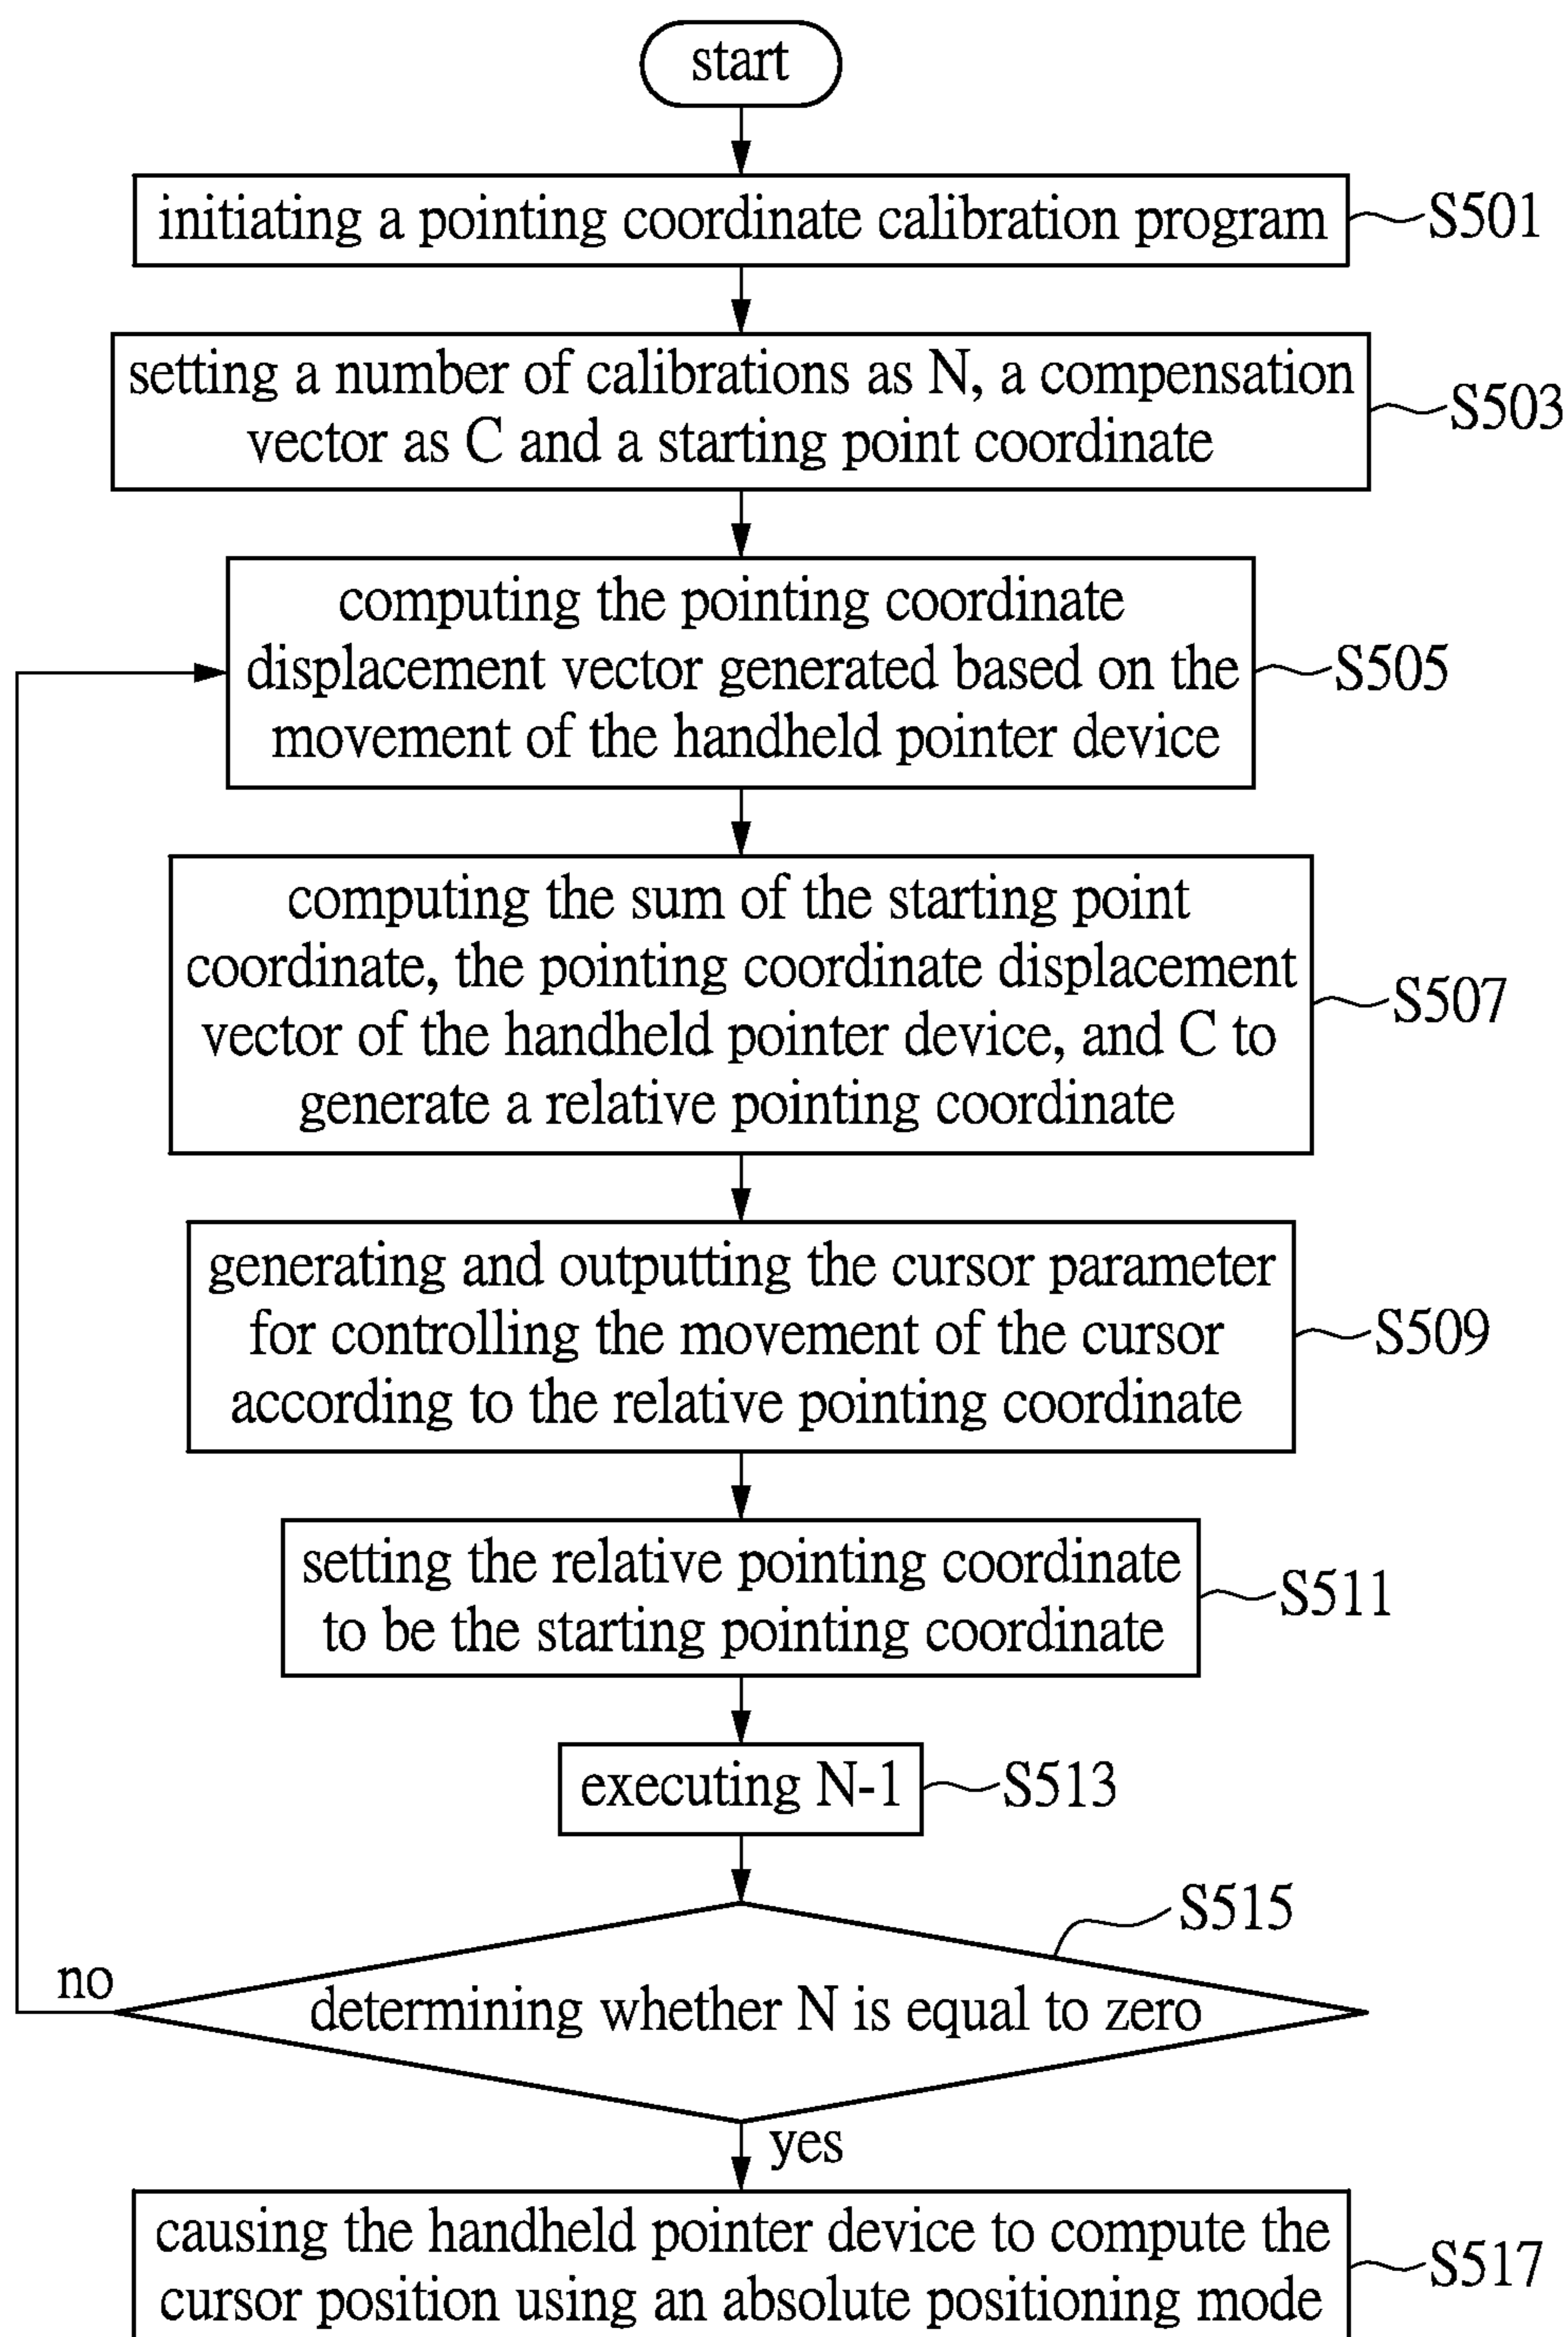 start
initiating a pointing coordinate calibration program
S501
setting a number of calibrations as N, a compensation
vector as C and a starting point coordinate
S503
computing the pointing coordinate
displacement vector generated based on the
movement of the handheld pointer device
S505
computing the sum of the starting point
coordinate, the pointing coordinate displacement
vector of the handheld pointer device, and C to
generate a relative pointing coordinate
S507
generating and outputting the cursor parameter
for controlling the movement of the cursor
according to the relative pointing coordinate
S509
setting the relative pointing coordinate
to be the starting pointing coordinate
S511
executing N-1
S513
S515
no
determining whether N is equal to zero
yes
causing the handheld pointer device to compute the
cursor position using an absolute positioning mode
S517